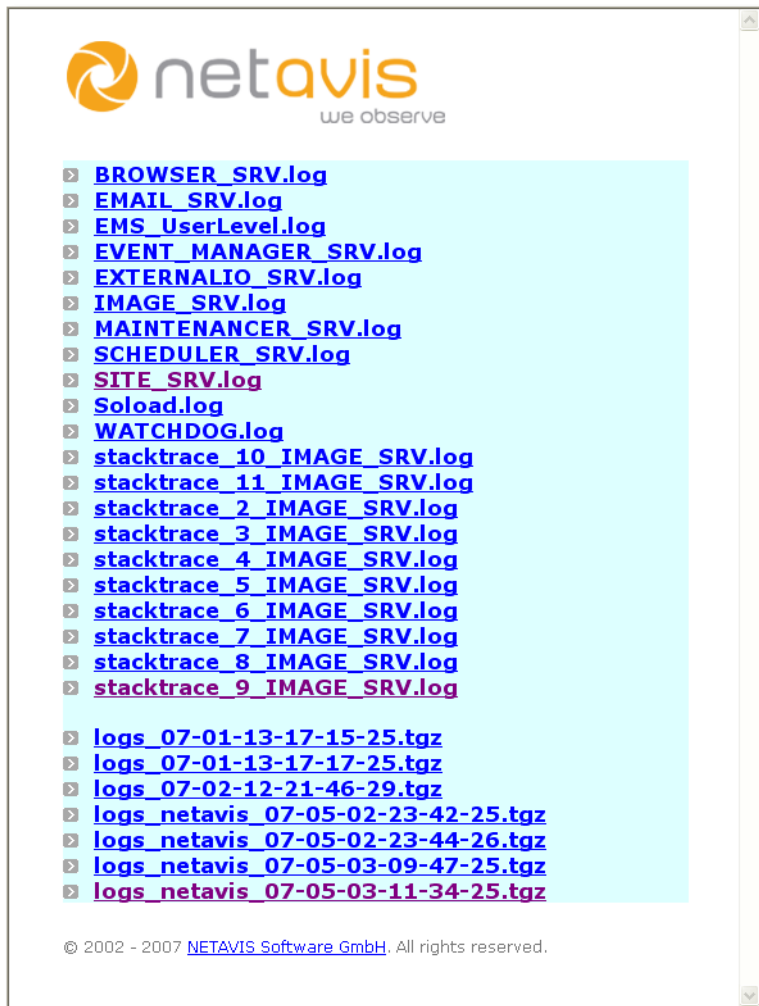 netavis
we observe
BROWSER_SRV.log
EMAIL_SRV.log
EMS_UserLevel.log
EVENT_MANAGER_SRV.log
EXTERNALIO_SRV.log
IMAGE_SRV.log
MAINTENANCER_SRV.log
SCHEDULER_SRV.log
SITE_SRV.log
Soload.log
WATCHDOG.log
stacktrace_10_IMAGE_SRV.log
stacktrace_11_IMAGE_SRV.log
stacktrace_2_IMAGE_SRV.log
stacktrace_3_IMAGE_SRV.log
stacktrace_4_IMAGE_SRV.log
stacktrace_5_IMAGE_SRV.log
stacktrace_6_IMAGE_SRV.log
stacktrace_7_IMAGE_SRV.log
stacktrace_8_IMAGE_SRV.log
stacktrace_9_IMAGE_SRV.log
logs_07-01-13-17-15-25.tgz
logs_07-01-13-17-17-25.tgz
logs_07-02-12-21-46-29.tgz
logs_netavis_07-05-02-23-42-25.tgz
logs_netavis_07-05-02-23-44-26.tgz
logs_netavis_07-05-03-09-47-25.tgz
logs_netavis_07-05-03-11-34-25.tgz
© 2002 - 2007 NETAVIS Software GmbH. All rights reserved.